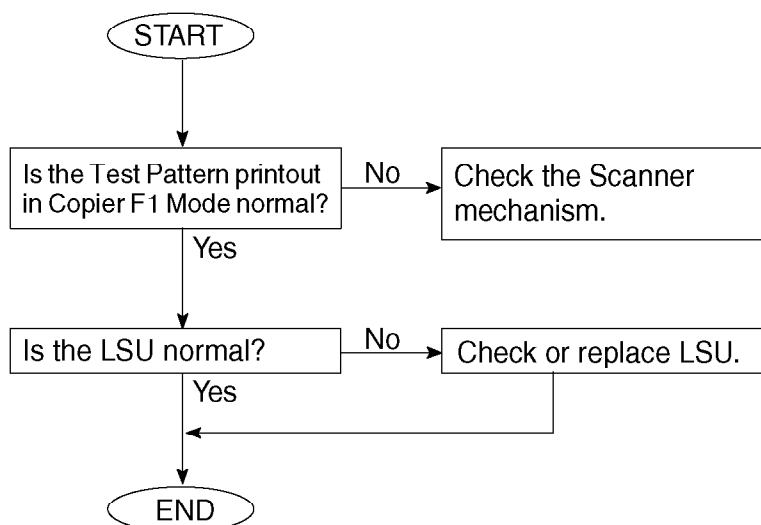 START
Is the Test Pattern printout
in Copier F1 Mode normal?
No
Check the Scanner
mechanism.
Yes
Is the LSU normal?
No
Check or replace LSU.
Yes
END